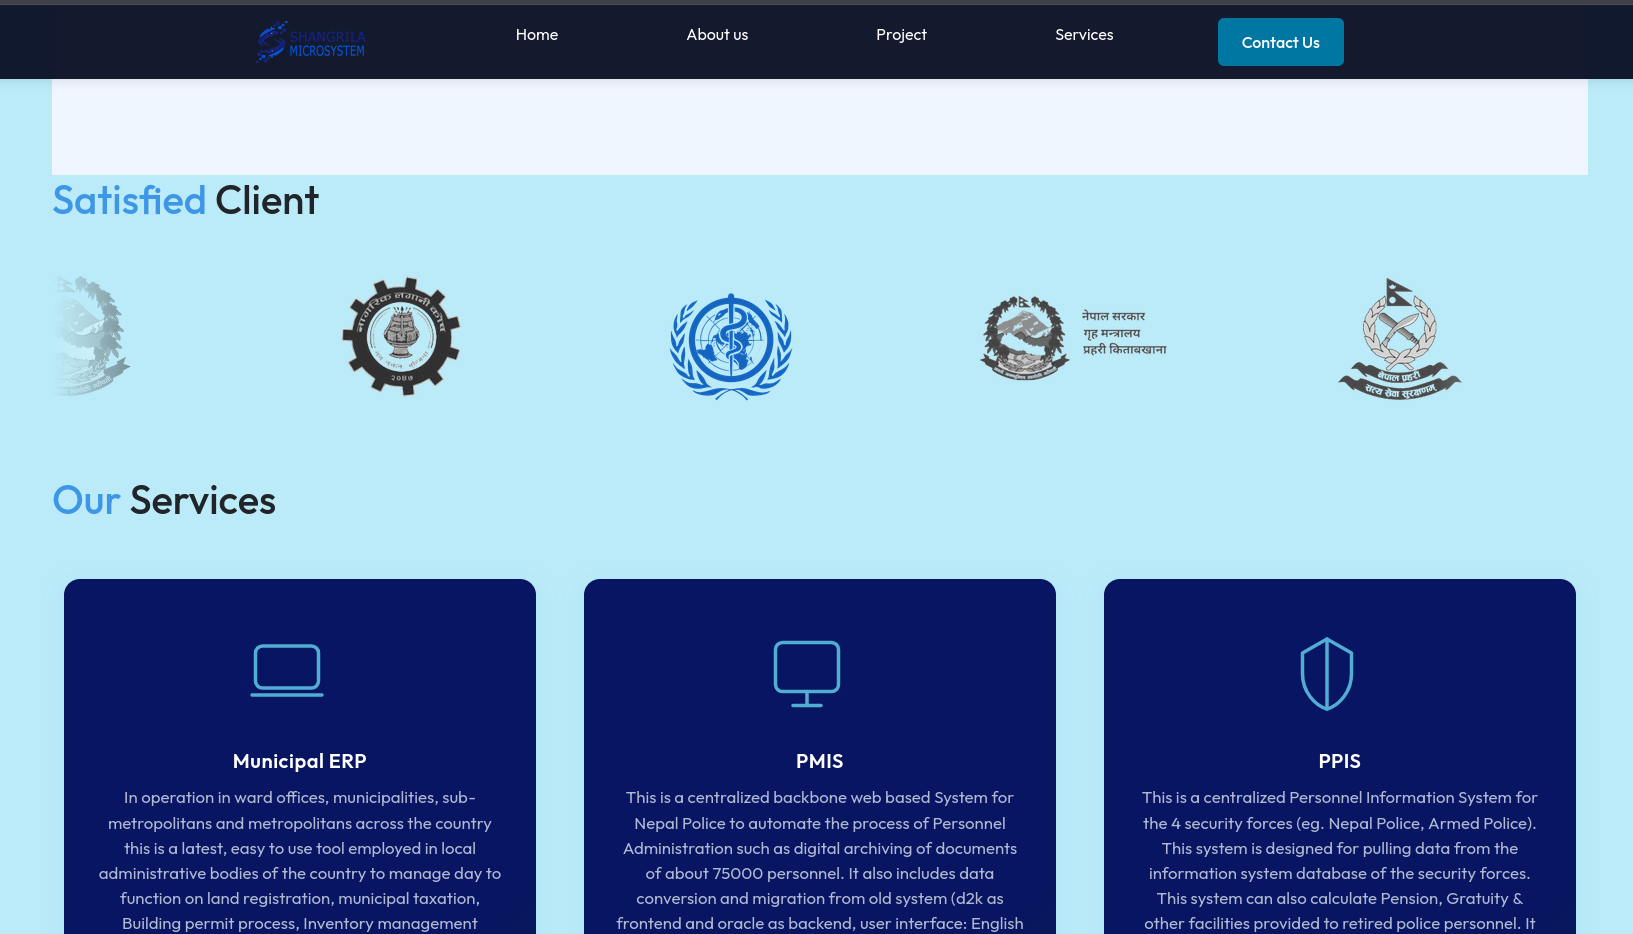 SHANGRILA
MICROSYSTEM
Home
About us
Project
Services
Contact Us
Satisfied Client
नागरिक लगानी कोष
२०४७
नेपाल सरकार
गृह मन्त्रालय
प्रहरी किताबखाना
नेपाल प्रहरी
सत्य सेवा सुरक्षणम्
Our Services
Municipal ERP
In operation in ward offices, municipalities, sub-
metropolitans and metropolitans across the country
this is a latest, easy to use tool employed in local
administrative bodies of the country to manage day to
function on land registration, municipal taxation,
Building permit process, Inventory management
PMIS
This is a centralized backbone web based System for
Nepal Police to automate the process of Personnel
Administration such as digital archiving of documents
of about 75000 personnel. It also includes data
conversion and migration from old system (d2k as
frontend and oracle as backend, user interface: English
PPIS
This is a centralized Personnel Information System for
the 4 security forces (eg. Nepal Police, Armed Police).
This system is designed for pulling data from the
information system database of the security forces.
This system can also calculate Pension, Gratuity &
other facilities provided to retired police personnel. It